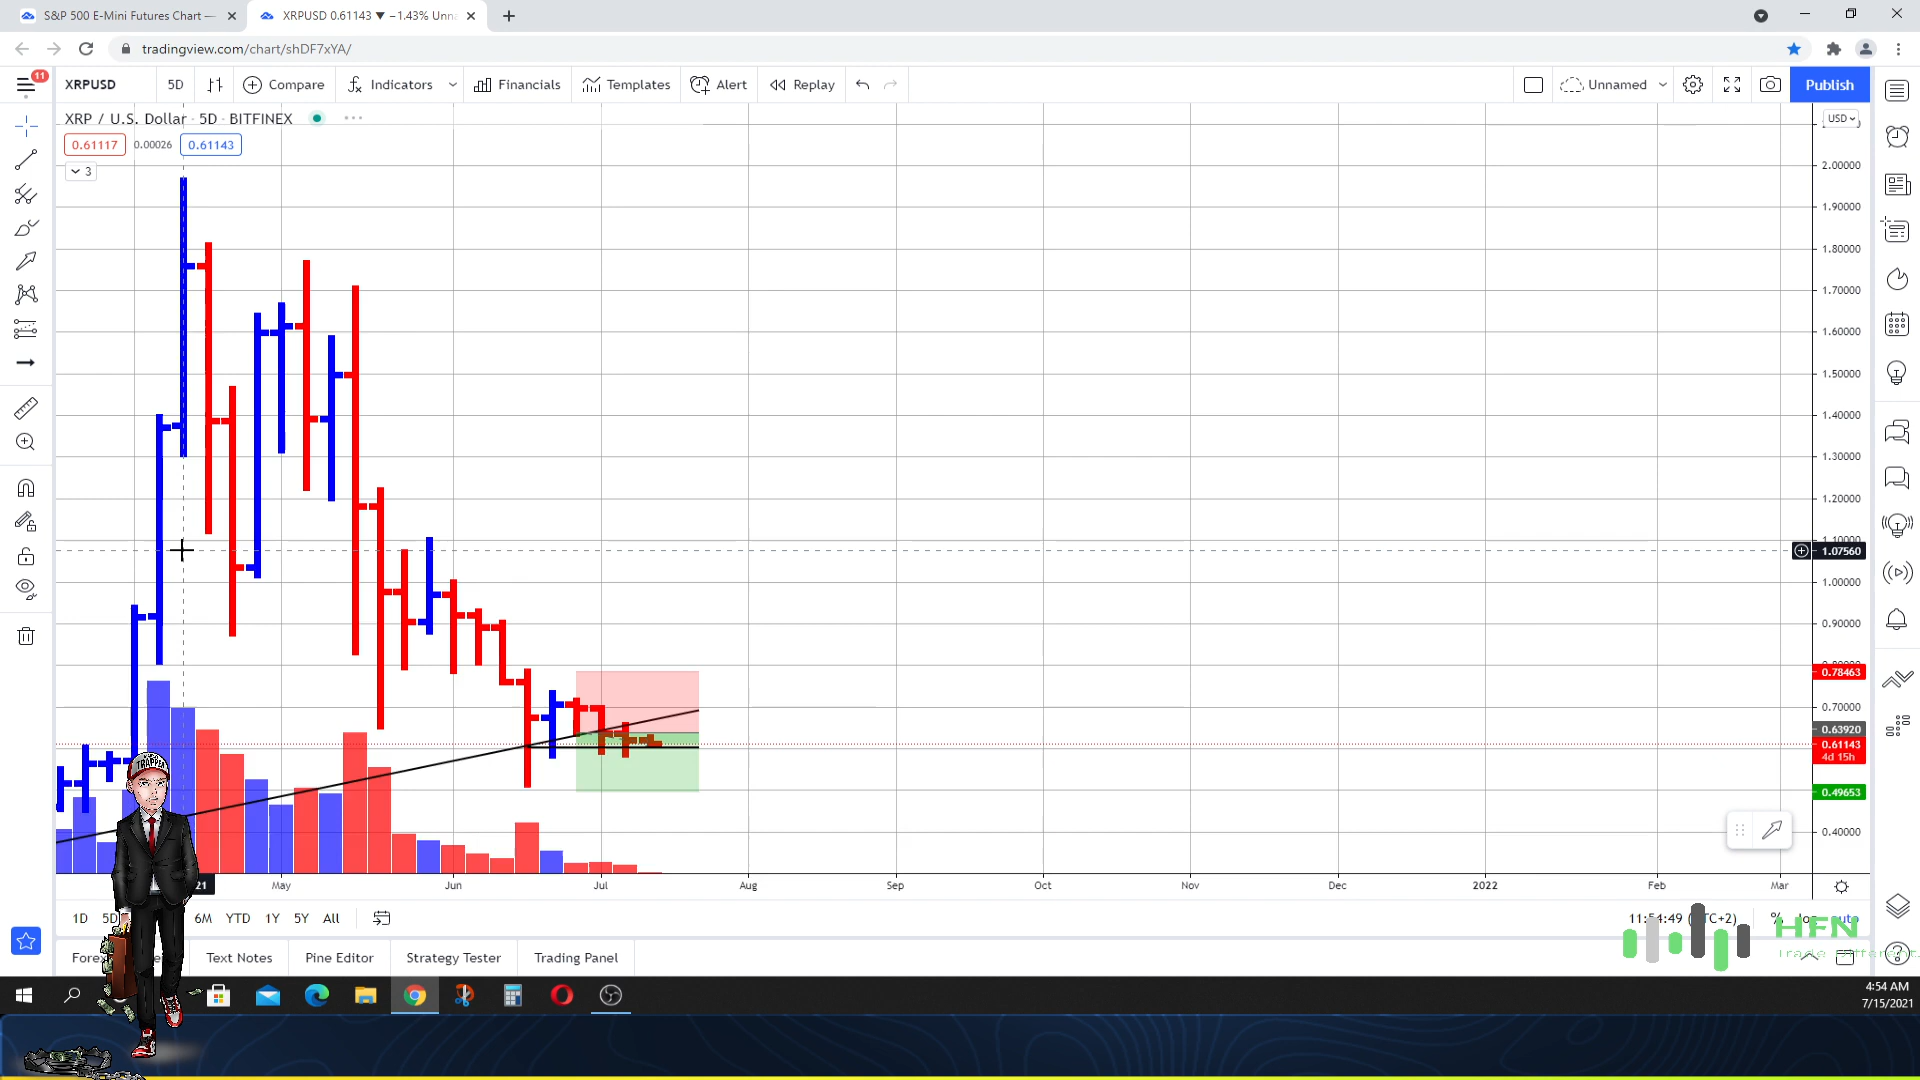 S&P 500 E-Mini Futures Chart —
XRPUSD 0.61143 ▼ −1.43% Unna
tradingview.com/chart/shDF7xYA/
11
XRPUSD 5D Compare Indicators Financials Templates Alert Replay Unnamed Publish
XRP / U.S. Dollar · 5D · BITFINEX
USD
0.61117 0.00026 0.61143
3
2.00000
1.90000
1.80000
1.70000
1.60000
1.50000
1.40000
1.30000
1.20000
1.07560
1.00000
0.90000
0.78463
0.70000
0.63920
0.61143
4d 15h
0.49653
0.40000
21 May Jun Jul Aug Sep Oct Nov Dec 2022 Feb Mar
1D 6M YTD 1Y 5Y All
% auto
HFN
Text Notes Pine Editor Strategy Tester Trading Panel
TRAPPER
4:54 AM
7/15/2021